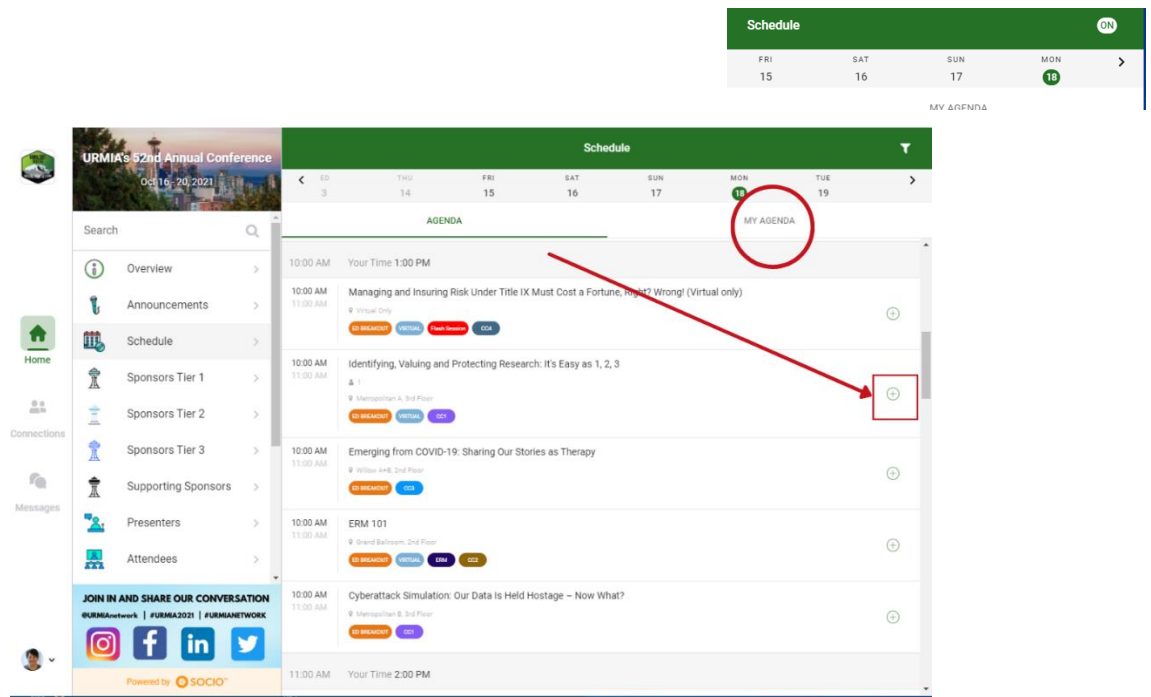 Schedule ON
FRI SAT SUN MON
15 16 17 18
MY AGENDA
URMIA's 52nd Annual Conference
Oct 16 - 20, 2021
Search
Overview
Announcements
Schedule
Sponsors Tier 1
Sponsors Tier 2
Sponsors Tier 3
Supporting Sponsors
Presenters
Attendees
Home
Connections
Messages
JOIN IN AND SHARE OUR CONVERSATION
@URMIAnetwork | #URMIA2021 | #URMIANETWORK
Powered by SOCIO
Schedule
ED THU FRI SAT SUN MON TUE
3 14 15 16 17 18 19
AGENDA MY AGENDA
10:00 AM Your Time 1:00 PM
10:00 AM Managing and Insuring Risk Under Title IX Must Cost a Fortune, Right? Wrong! (Virtual only)
11:00 AM
Virtual Only
ED BREAKOUT VIRTUAL Flash Session CC4
10:00 AM Identifying, Valuing and Protecting Research: It's Easy as 1, 2, 3
11:00 AM
1
Metropolitan A, 3rd Floor
ED BREAKOUT VIRTUAL CC1
10:00 AM Emerging from COVID-19: Sharing Our Stories as Therapy
11:00 AM
Willow A+B, 2nd Floor
ED BREAKOUT CC3
10:00 AM ERM 101
11:00 AM
Grand Ballroom, 2nd Floor
ED BREAKOUT VIRTUAL ERM CC2
10:00 AM Cyberattack Simulation: Our Data Is Held Hostage – Now What?
11:00 AM
Metropolitan B, 3rd Floor
ED BREAKOUT CC1
11:00 AM Your Time 2:00 PM